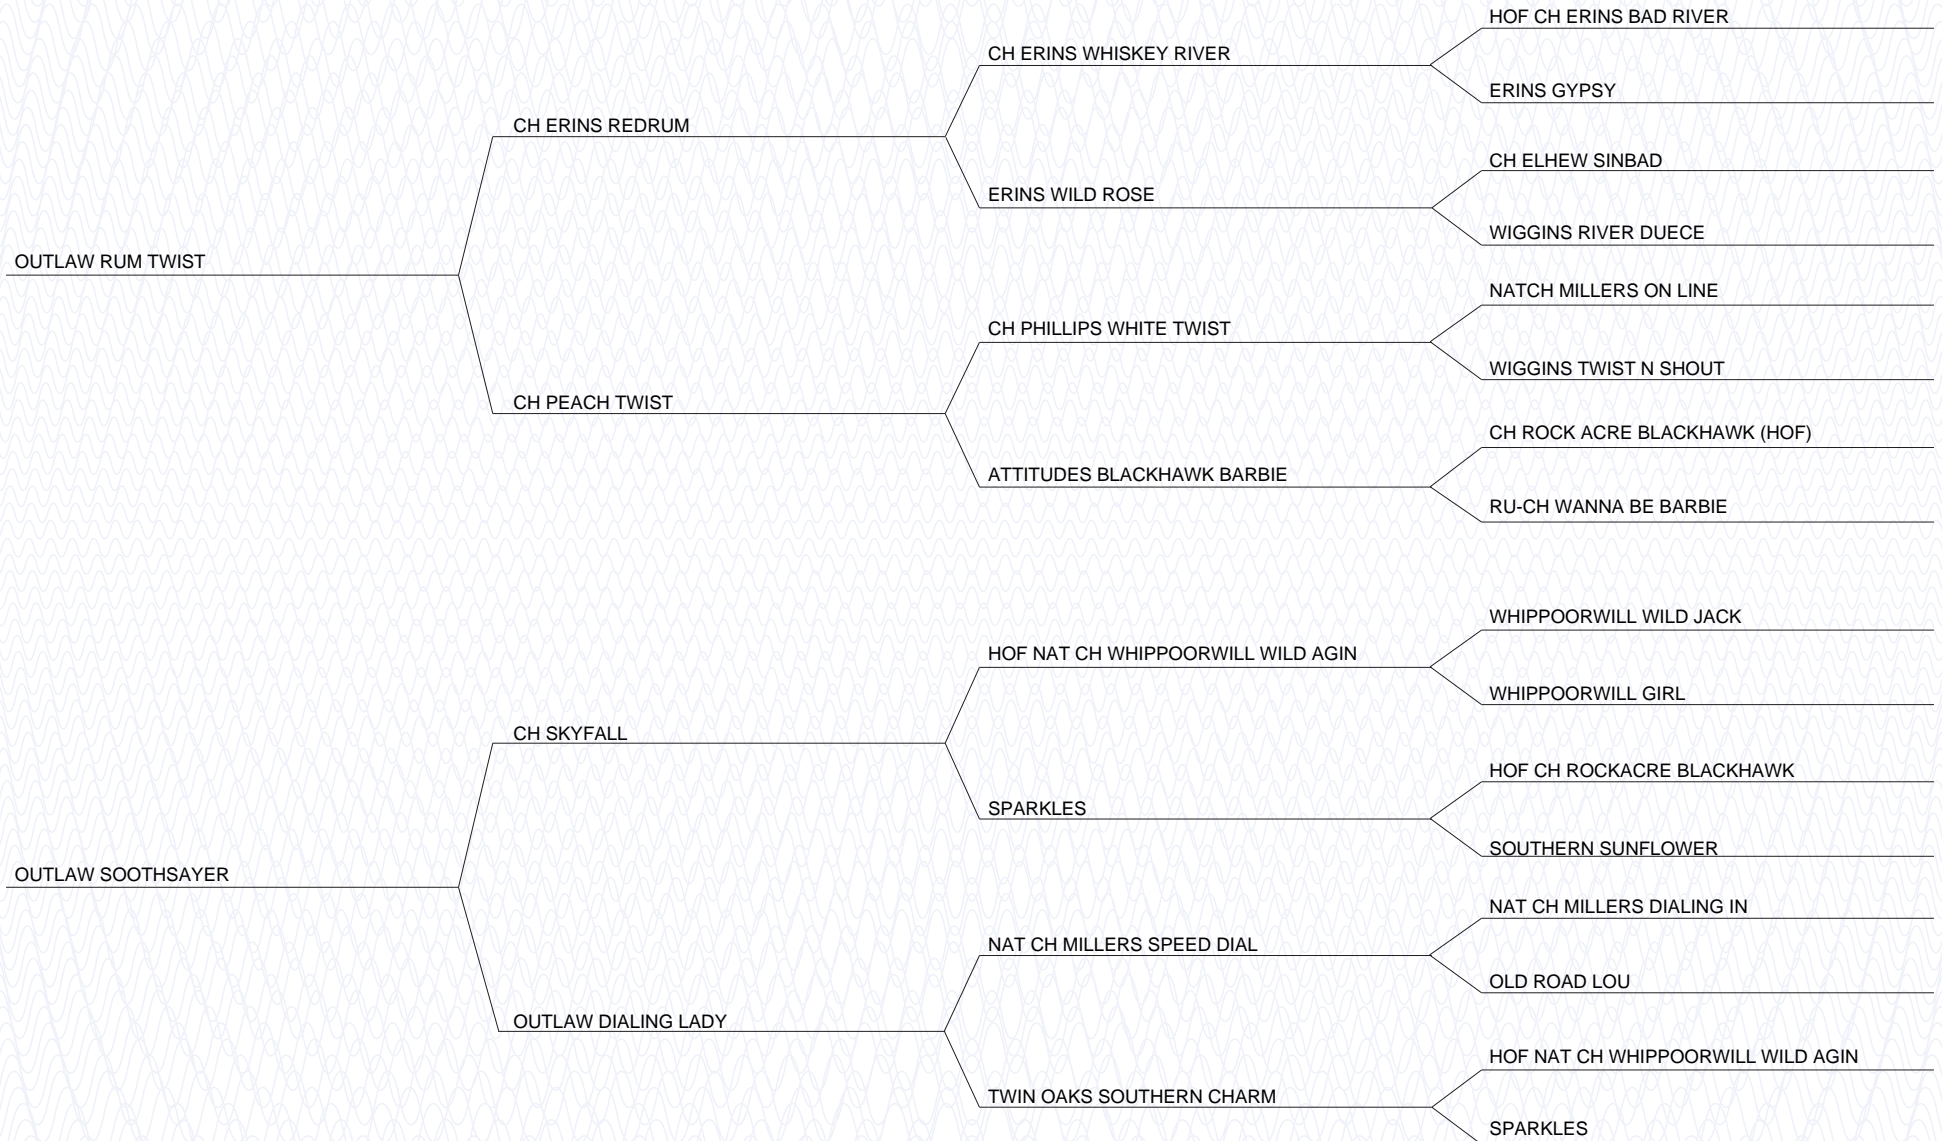 HOF CH ERINS BAD RIVER
CH ERINS WHISKEY RIVER
ERINS GYPSY
CH ERINS REDRUM
CH ELHEW SINBAD
ERINS WILD ROSE
WIGGINS RIVER DUECE
OUTLAW RUM TWIST
NATCH MILLERS ON LINE
CH PHILLIPS WHITE TWIST
WIGGINS TWIST N SHOUT
CH PEACH TWIST
CH ROCK ACRE BLACKHAWK (HOF)
ATTITUDES BLACKHAWK BARBIE
RU-CH WANNA BE BARBIE
WHIPPOORWILL WILD JACK
HOF NAT CH WHIPPOORWILL WILD AGIN
WHIPPOORWILL GIRL
CH SKYFALL
HOF CH ROCKACRE BLACKHAWK
SPARKLES
SOUTHERN SUNFLOWER
OUTLAW SOOTHSAYER
NAT CH MILLERS DIALING IN
NAT CH MILLERS SPEED DIAL
OLD ROAD LOU
OUTLAW DIALING LADY
HOF NAT CH WHIPPOORWILL WILD AGIN
TWIN OAKS SOUTHERN CHARM
SPARKLES